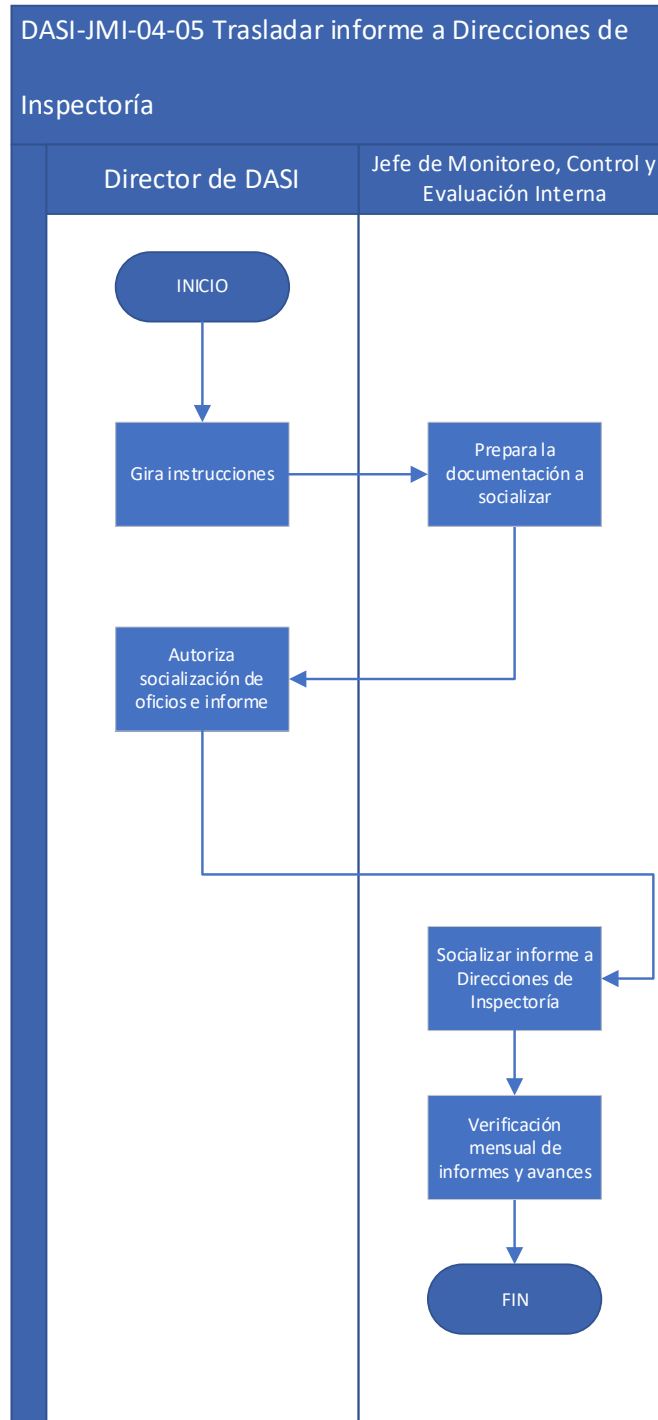 DASI-JMI-04-05 Trasladar informe a Direcciones de
Inspectoría
Director de DASI
Jefe de Monitoreo, Control y
Evaluación Interna
INICIO
Gira instrucciones
Prepara la
documentación a
socializar
Autoriza
socialización de
oficios e informe
Socializar informe a
Direcciones de
Inspectoría
Verificación
mensual de
informes y avances
FIN